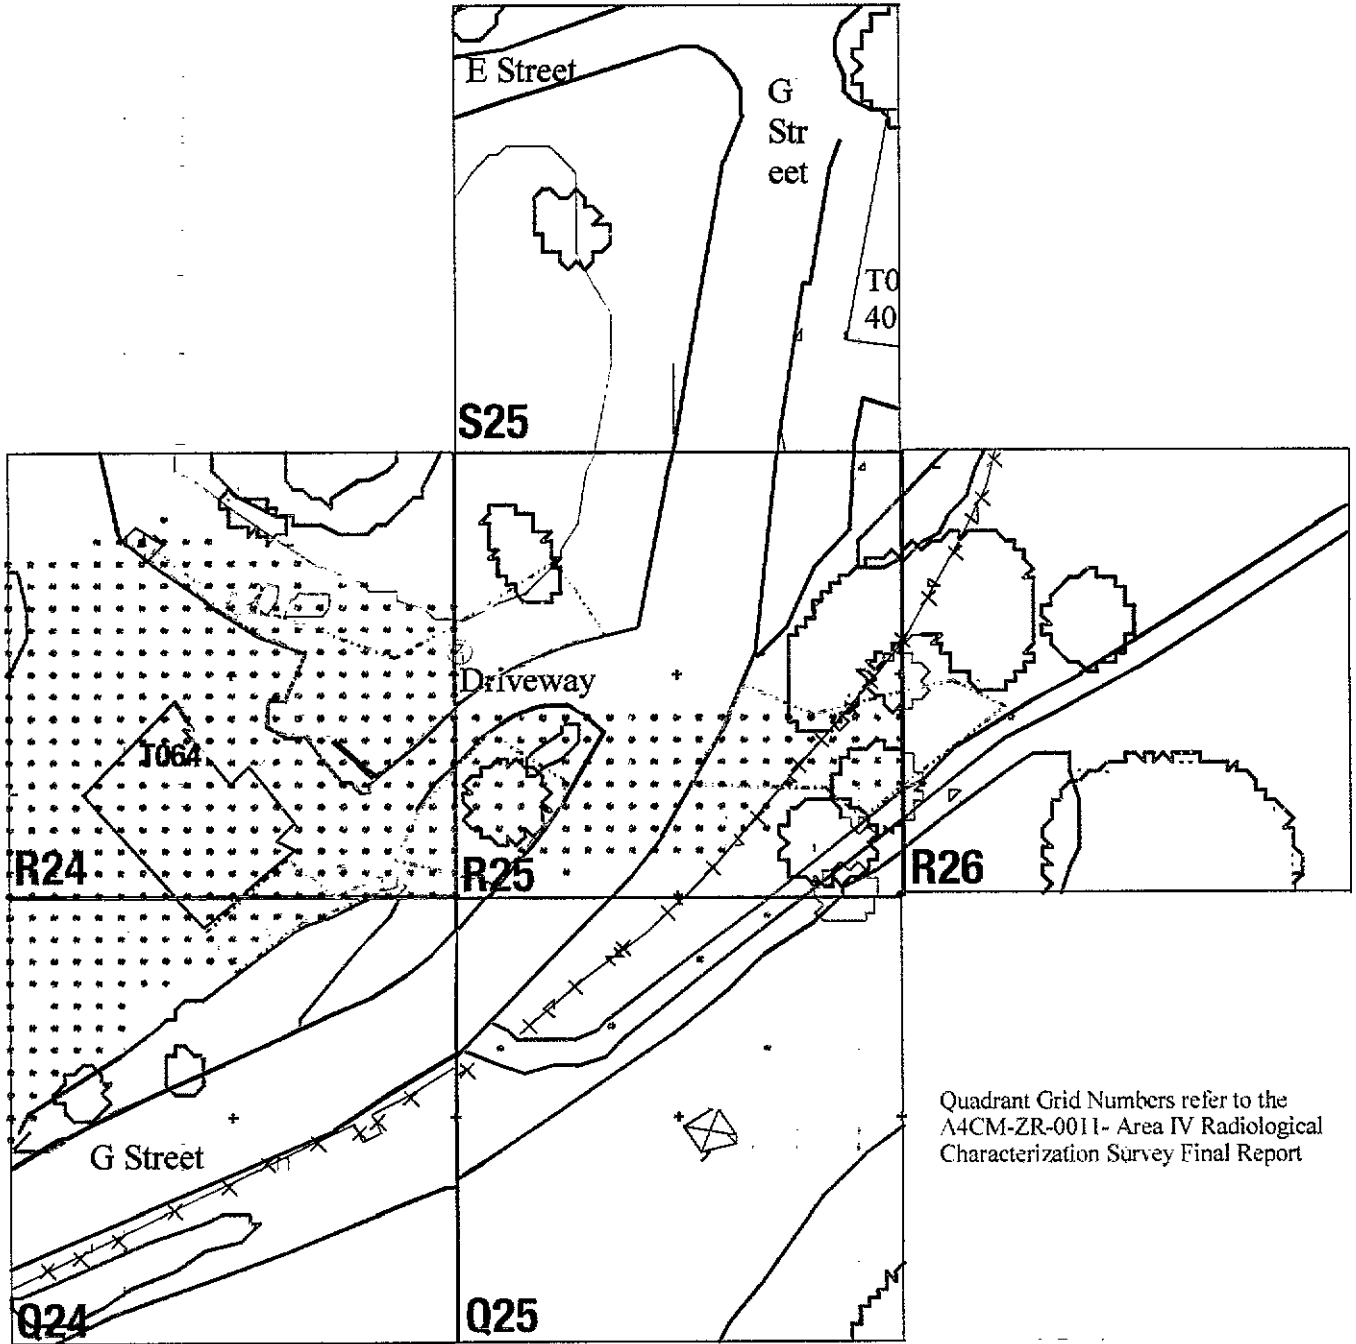 E Street
G
Str
eet
T0
40
S25
Driveway
T064
R24
R25
R26
Quadrant Grid Numbers refer to the
A4CM-ZR-0011- Area IV Radiological
Characterization Survey Final Report
G Street
Q24
Q25